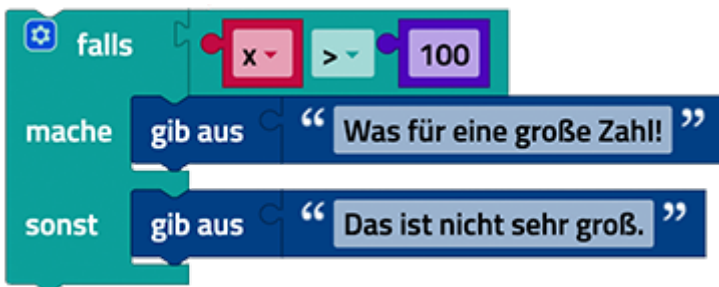 falls x > 100
mache gib aus “ Was für eine große Zahl! ”
sonst gib aus “ Das ist nicht sehr groß. ”